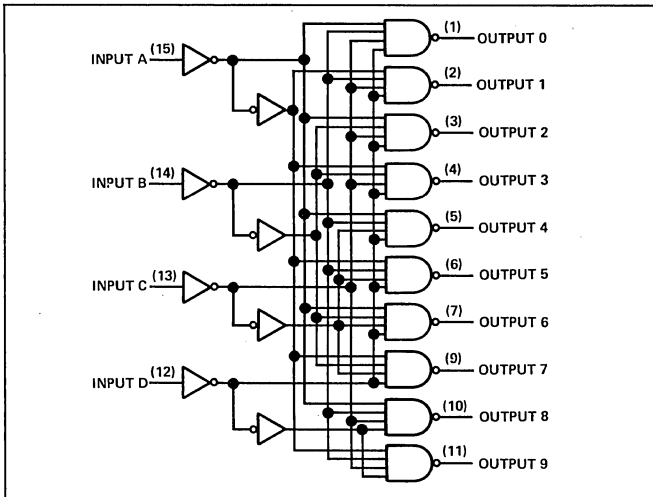 (1) OUTPUT 0
INPUT A (15)
(2) OUTPUT 1
(3) OUTPUT 2
(4) OUTPUT 3
INPUT B (14)
(5) OUTPUT 4
(6) OUTPUT 5
INPUT C (13)
(7) OUTPUT 6
(9) OUTPUT 7
INPUT D (12)
(10) OUTPUT 8
(11) OUTPUT 9